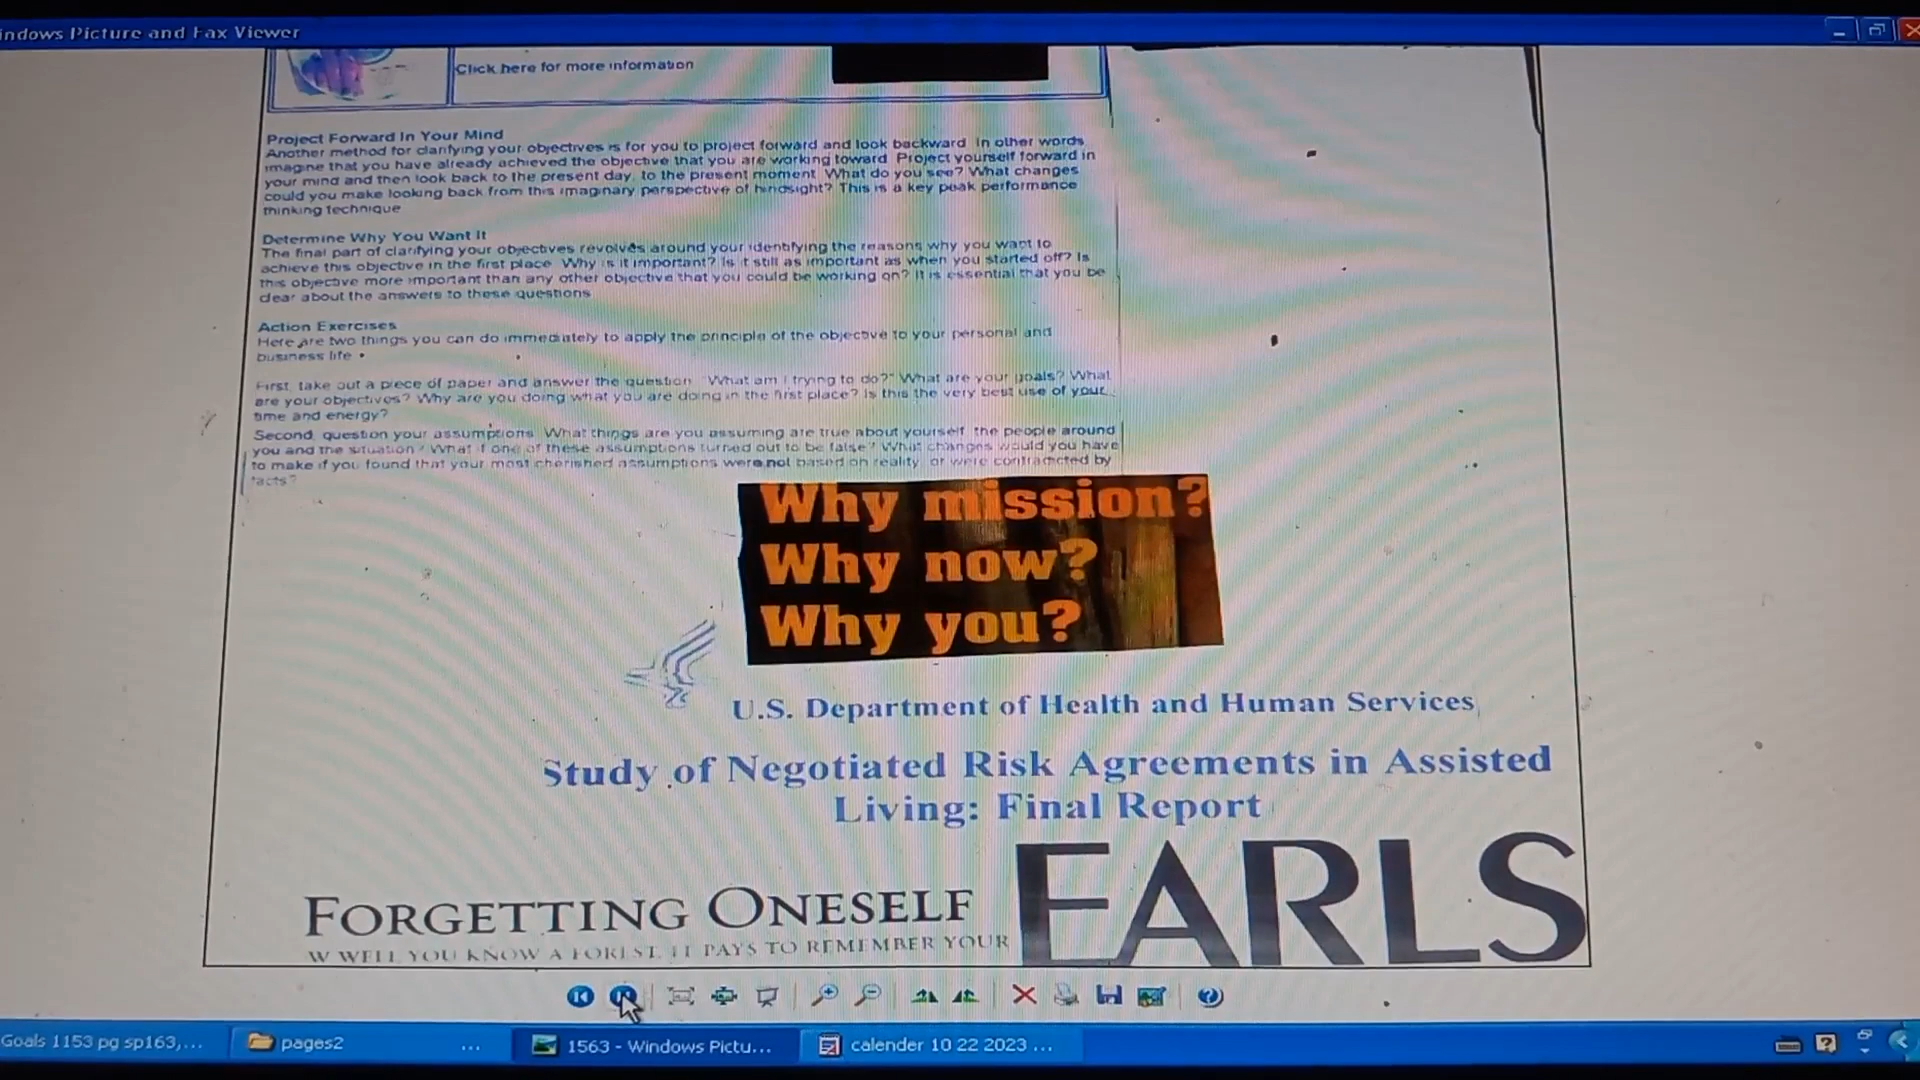 indows Picture and Fax Viewer
Click here for more information
Project Forward In Your Mind
Another method for clarifying your objectives is for you to project forward and look backward In other words
imagine that you have already achieved the objective that you are working toward Project yourself forward in
your mind and then look back to the present day, to the present moment What do you see? What changes
could you make looking back from this imaginary perspective of hindsight? This is a key peak performance
thinking technique
Determine Why You Want It
The final part of clarifying your objectives revolves around your identifying the reasons why you want to
achieve this objective in the first place Why is it important? Is it still as important as when you started off? Is
this objective more important than any other objective that you could be working on? It is essential that you be
clear about the answers to these questions
Action Exercises
Here are two things you can do immediately to apply the principle of the objective to your personal and
business life
First, take out a piece of paper and answer the question "What am I trying to do?" What are your goals? What
are your objectives? Why are you doing what you are doing in the first place? Is this the very best use of your
time and energy?
Second, question your assumptions What things are you assuming are true about yourself, the people around
you and the situation? What if one of these assumptions turned out to be false? What changes would you have
to make if you found that your most cherished assumptions were not based on reality, or were contradicted by
facts?
Why mission?
Why now?
Why you?
U.S. Department of Health and Human Services
Study of Negotiated Risk Agreements in Assisted
Living: Final Report
EARLS
FORGETTING ONESELF
W WELL YOU KNOW A FOREST, IT PAYS TO REMEMBER YOUR
Goals 1153 pg sp163,...
pages2 ...
1563 - Windows Pictu...
calender 10 22 2023 ...